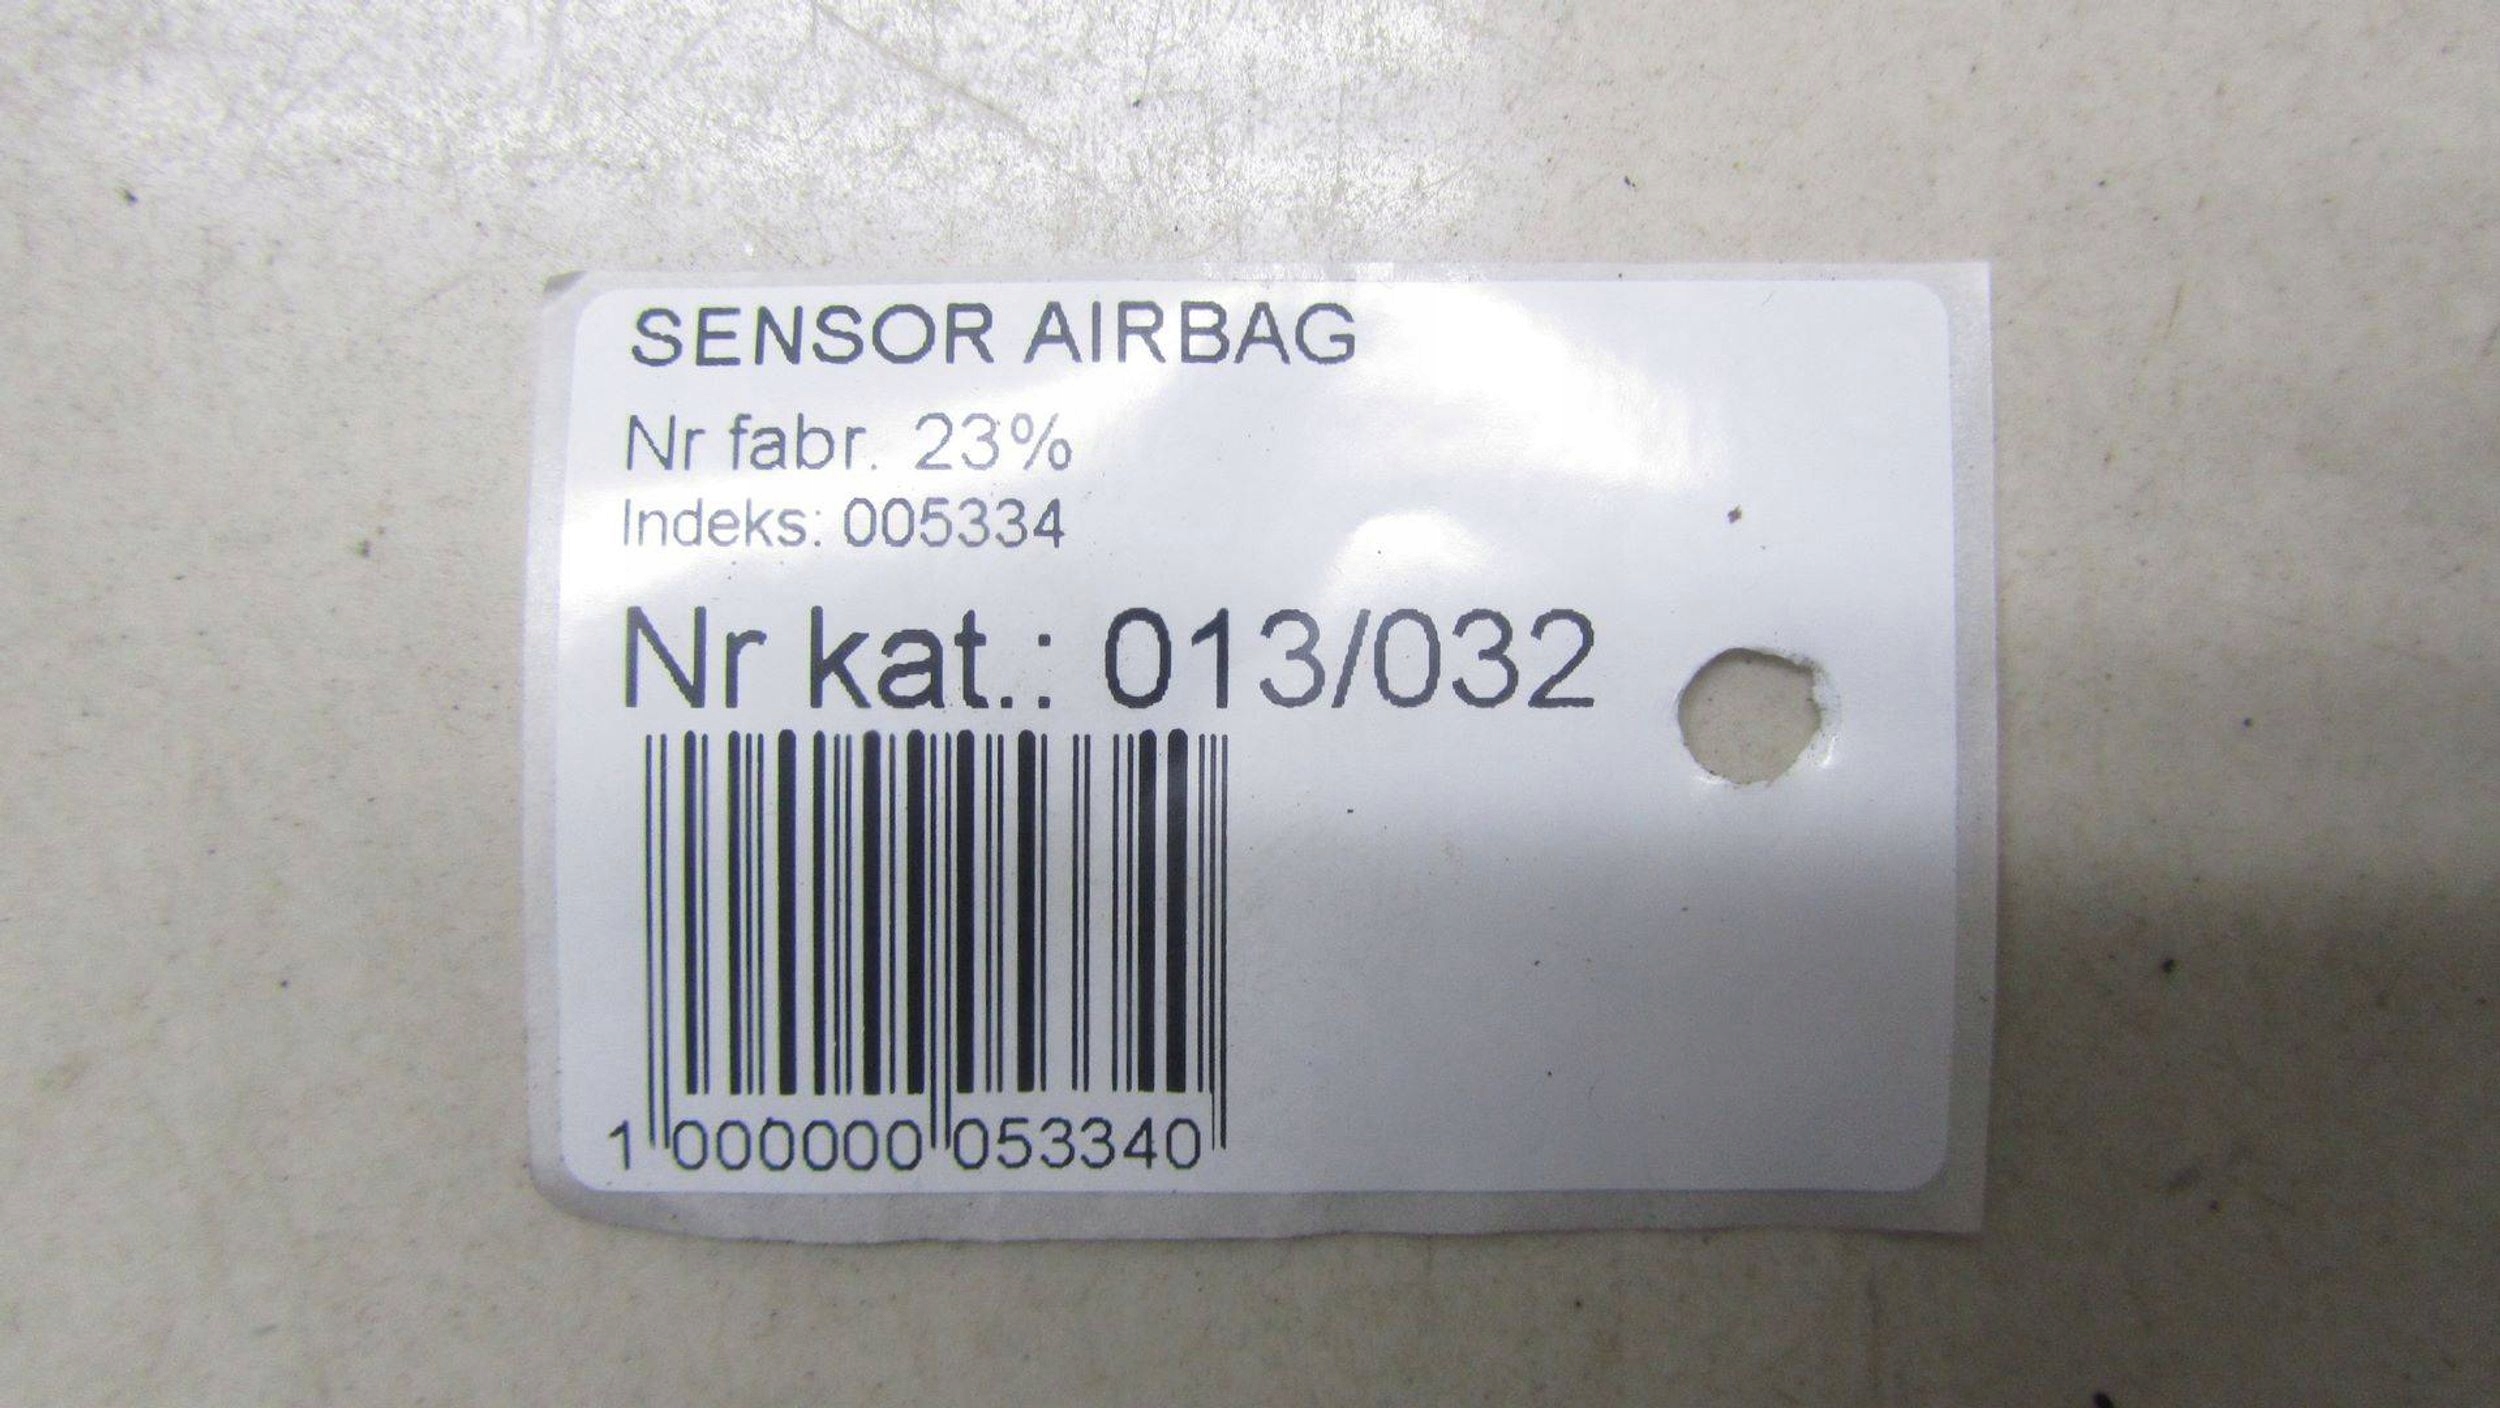 SENSOR AIRBAG
Nr fabr. 23%
Indeks: 005334
Nr kat.: 013/032
1 000000 053340